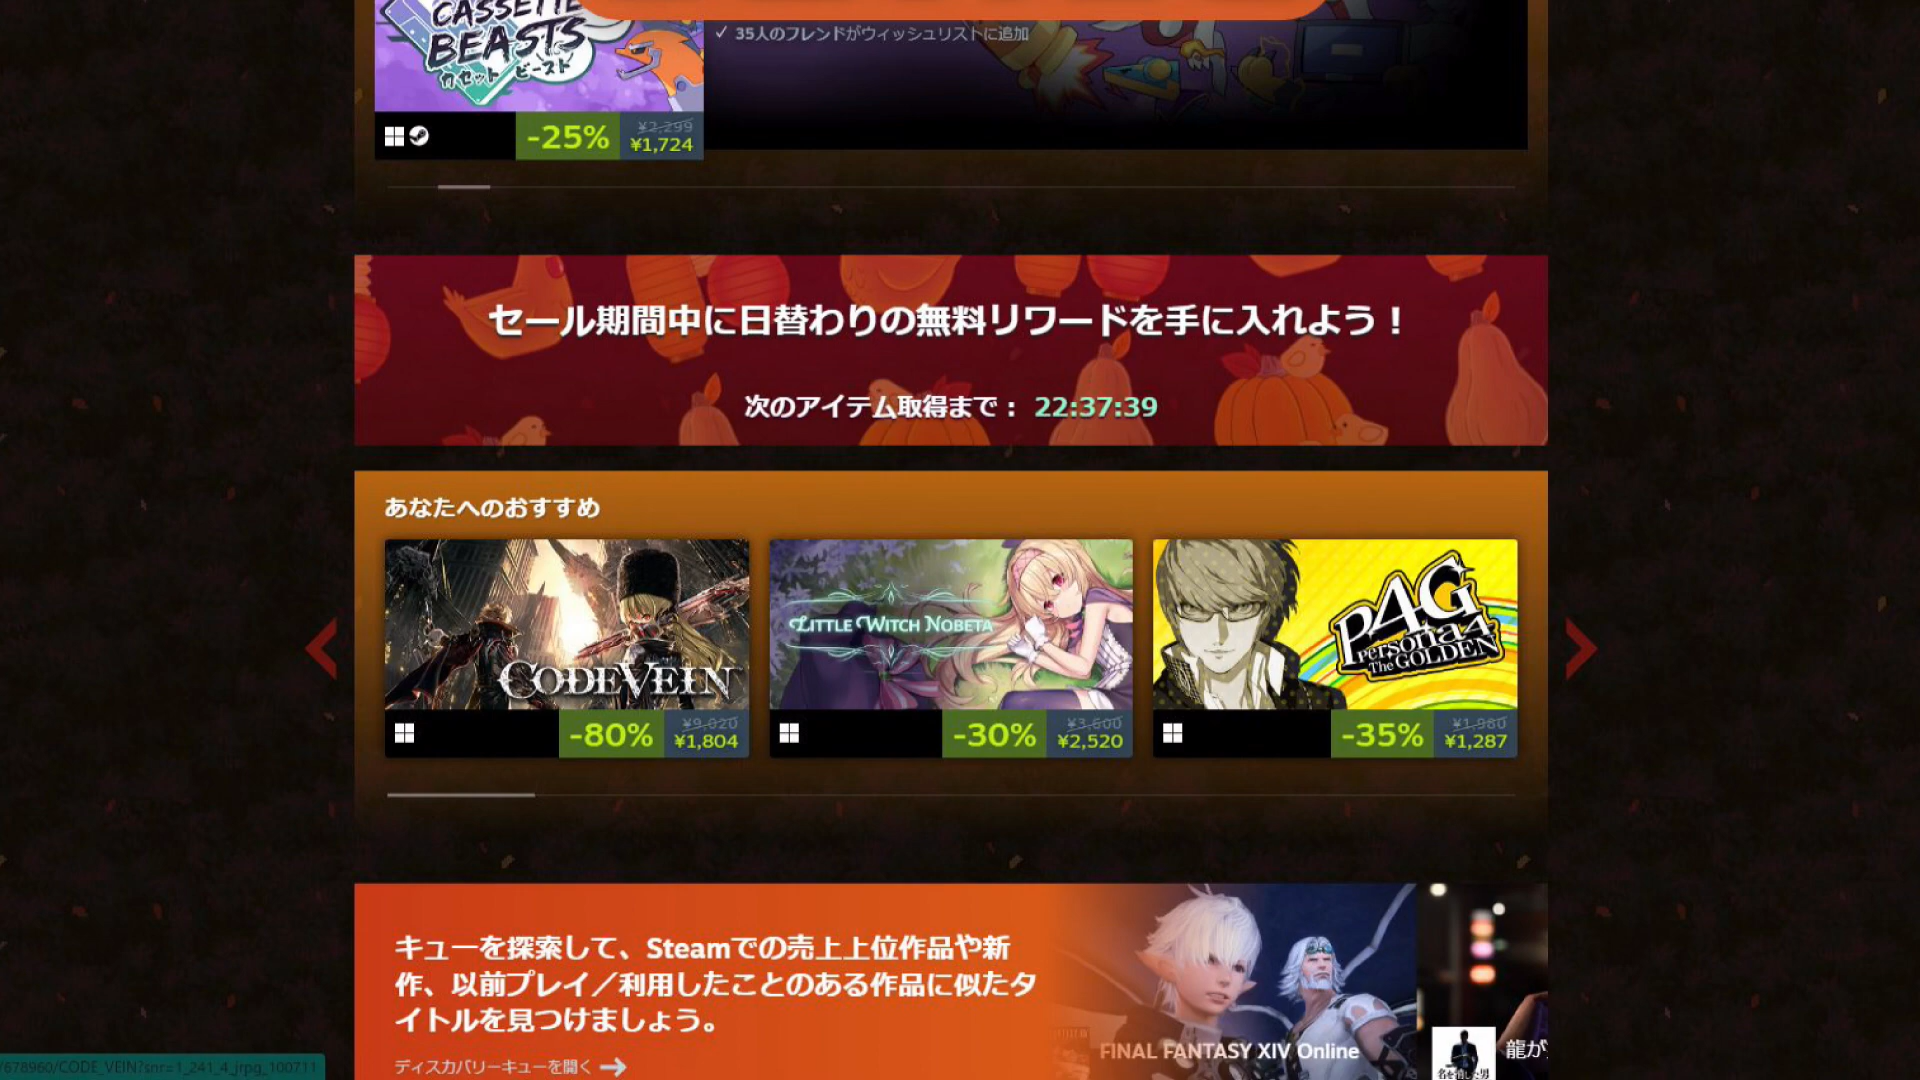 CASSETTE
BEASTS
カセット ビースト
✓ 35人のフレンドがウィッシュリストに追加
-25%
¥2,299
¥1,724
セール期間中に日替わりの無料リワードを手に入れよう！
次のアイテム取得まで： 22:37:39
あなたへのおすすめ
CODE VEIN
-80%
¥9,020
¥1,804
LITTLE WITCH NOBETA
-30%
¥3,600
¥2,520
P4G
Persona 4
The GOLDEN
-35%
¥1,980
¥1,287
キューを探索して、Steamでの売上上位作品や新
作、以前プレイ／利用したことのある作品に似たタ
イトルを見つけましょう。
ディスカバリーキューを開く
FINAL FANTASY XIV Online
龍が
名を消した男
/678960/CODE_VEIN?snr=1_241_4_jrpg_100711